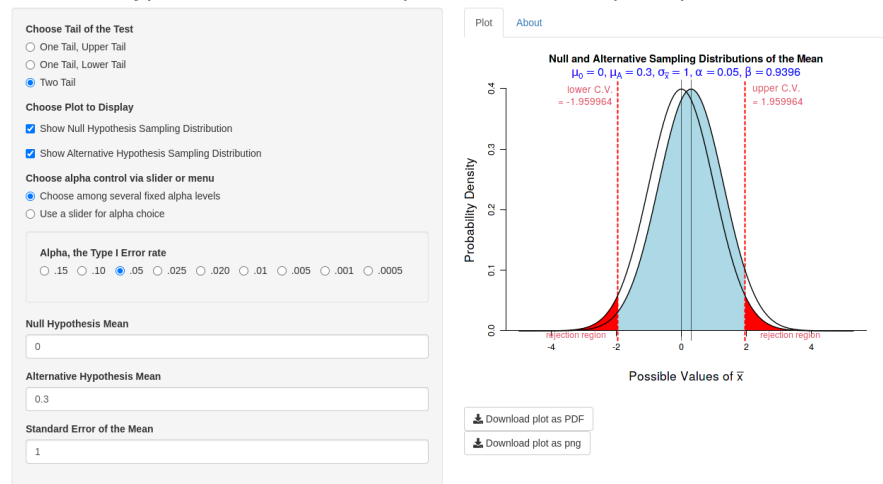 Choose Tail of the Test
One Tail, Upper Tail
One Tail, Lower Tail
Two Tail
Choose Plot to Display
Show Null Hypothesis Sampling Distribution
Show Alternative Hypothesis Sampling Distribution
Choose alpha control via slider or menu
Choose among several fixed alpha levels
Use a slider for alpha choice
Alpha, the Type I Error rate
.15 .10 .05 .025 .020 .01 .005 .001 .0005
Null Hypothesis Mean
0
Alternative Hypothesis Mean
0.3
Standard Error of the Mean
1
Plot About
Null and Alternative Sampling Distributions of the Mean
μ0 = 0, μA = 0.3, σx̅ = 1, α = 0.05, β = 0.9396
lower C.V.
= -1.959964
upper C.V.
= 1.959964
Probability Density
0.4
0.3
0.2
0.1
0.0
rejection region rejection region
-4 -2 0 2 4
Possible Values of x̅
Download plot as PDF
Download plot as png